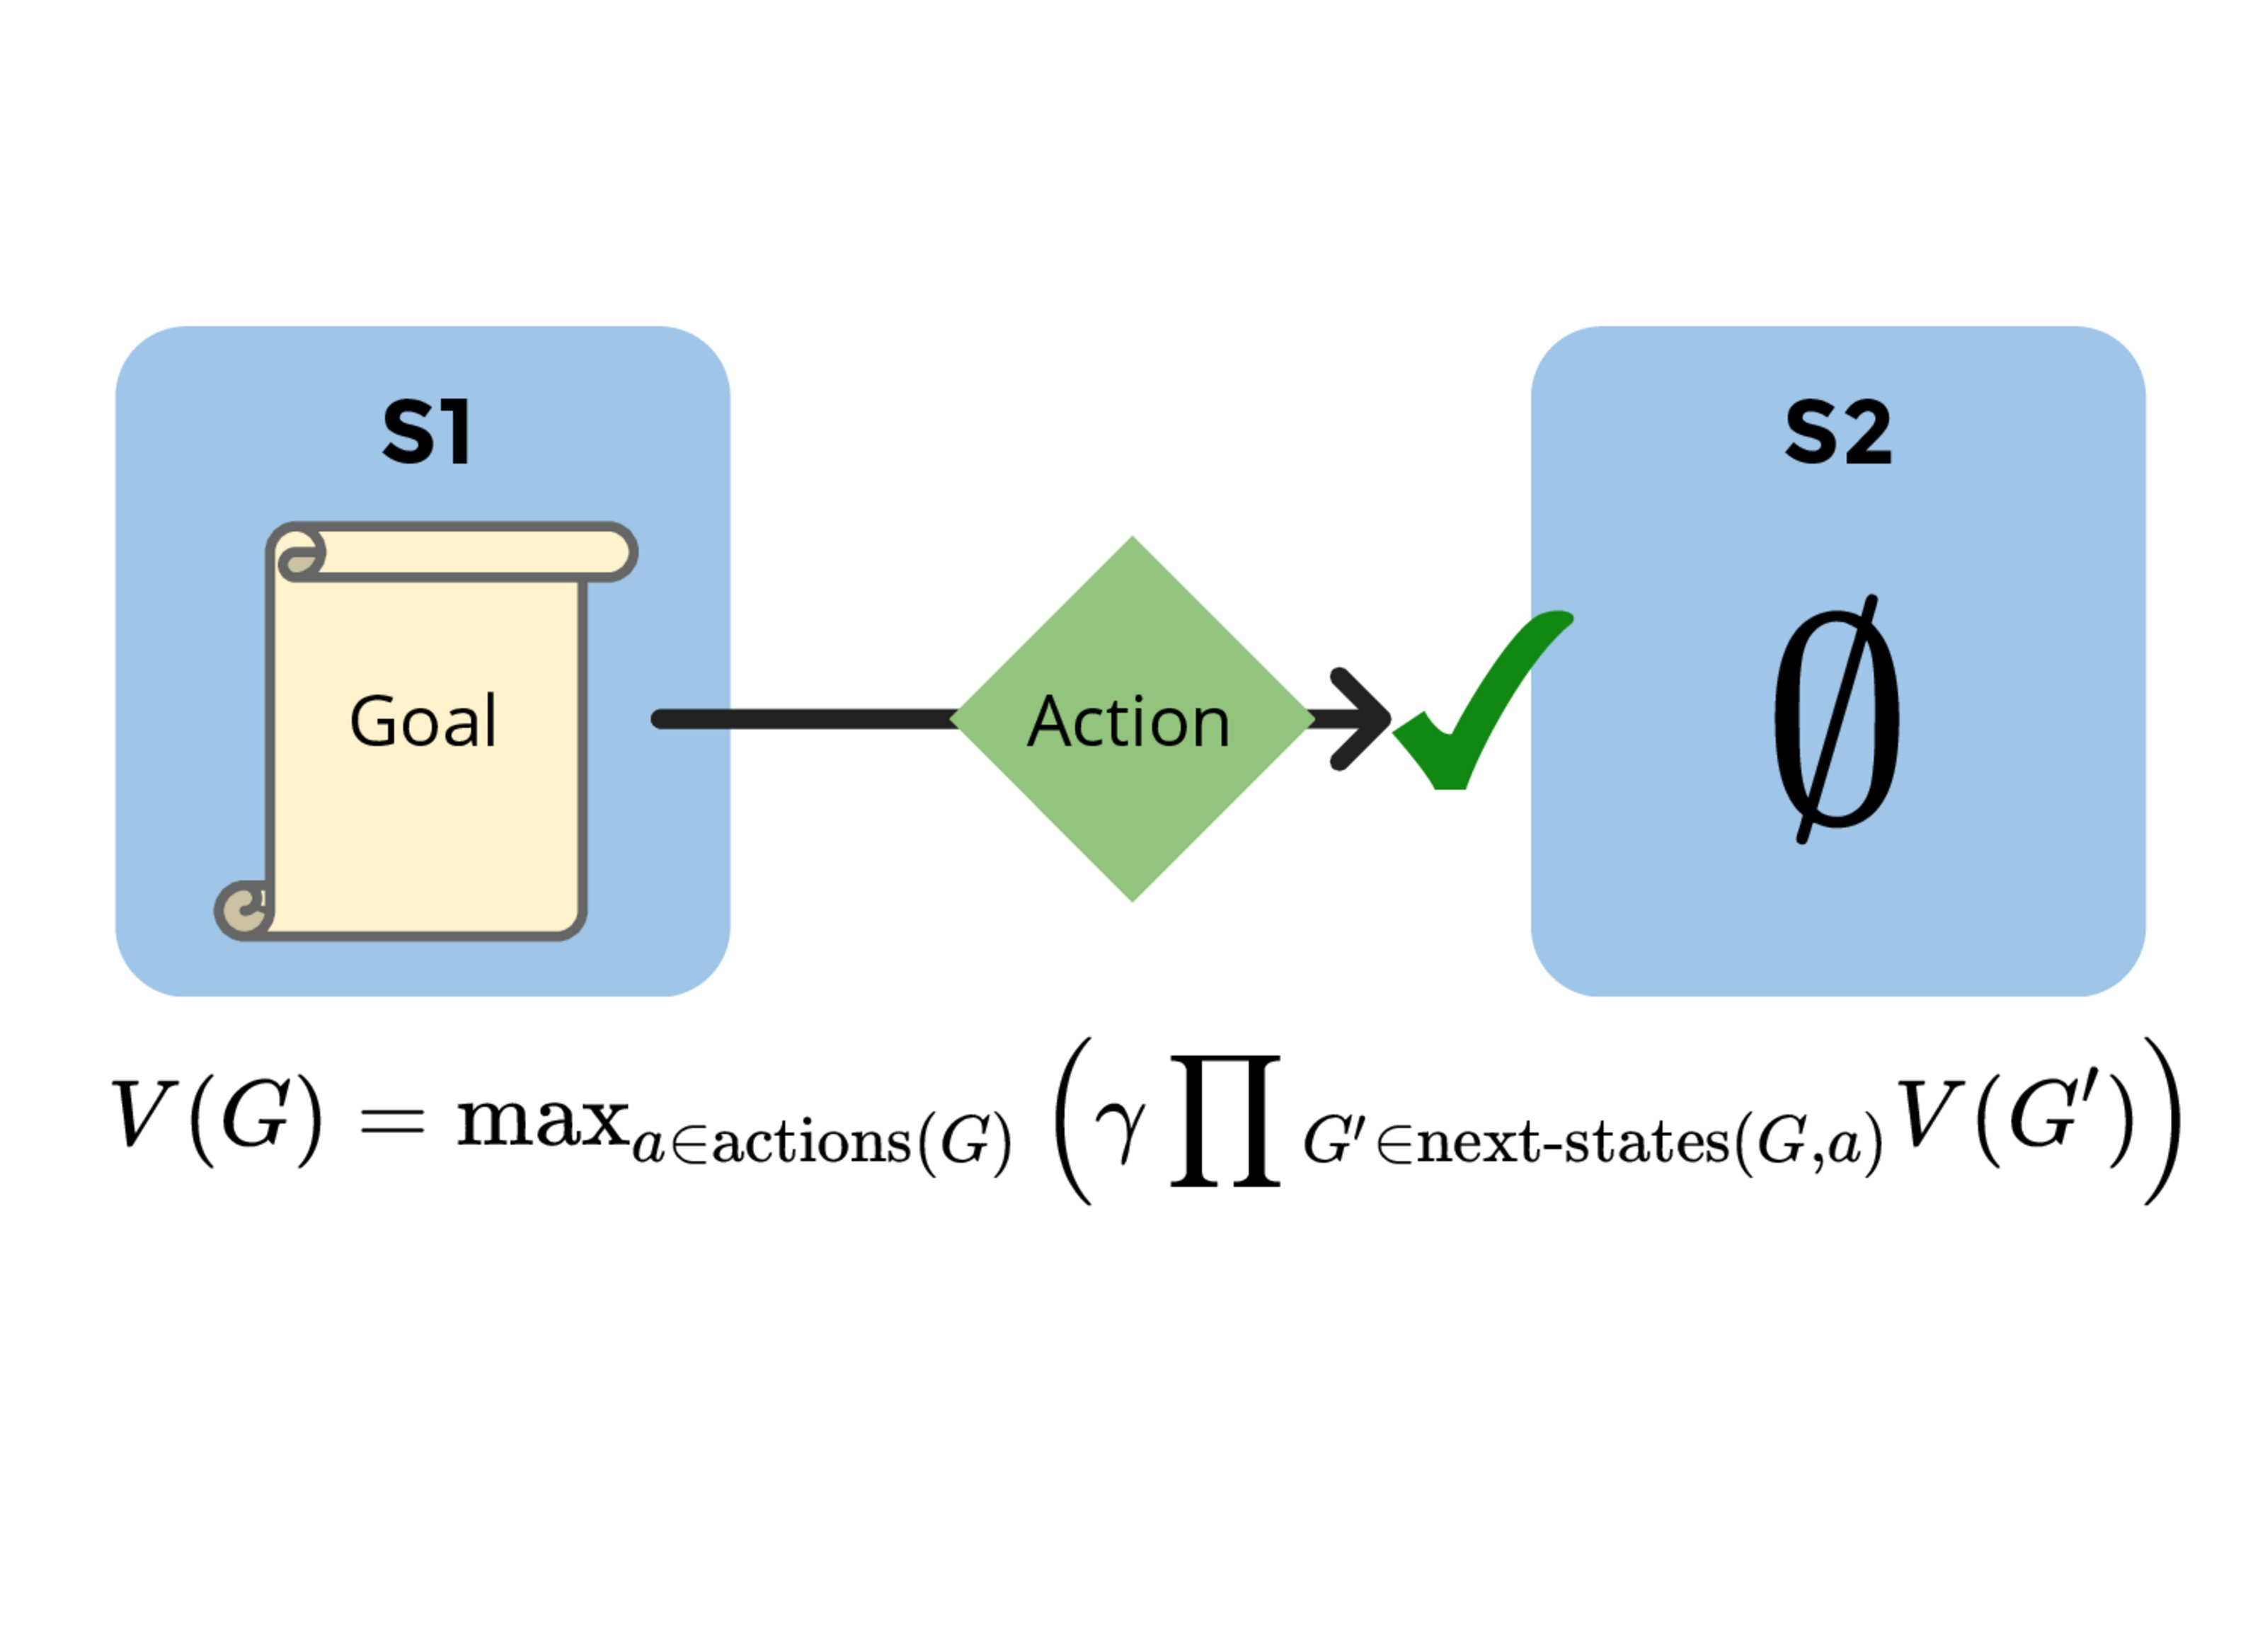 S1
S2
Goal
Action
∅
V(G) = max_{a∈actions(G)} (γ ∏_{G′∈next-states(G,a)} V(G′))